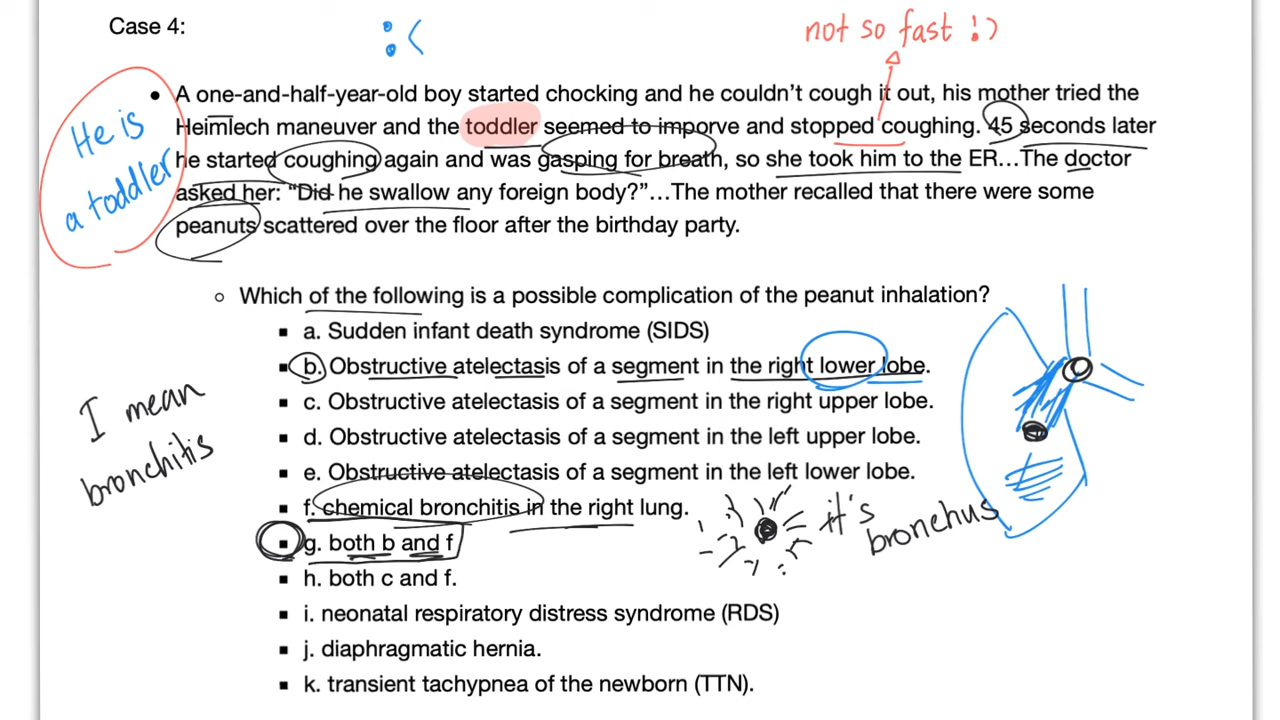 Case 4:
:(
not so fast !)
He is
a toddler
• A one-and-half-year-old boy started chocking and he couldn't cough it out, his mother tried the
Heimlech maneuver and the toddler seemed to imporve and stopped coughing. 45 seconds later
he started coughing again and was gasping for breath, so she took him to the ER...The doctor
asked her: "Did he swallow any foreign body?"...The mother recalled that there were some
peanuts scattered over the floor after the birthday party.
○ Which of the following is a possible complication of the peanut inhalation?
▪ a. Sudden infant death syndrome (SIDS)
▪ b. Obstructive atelectasis of a segment in the right lower lobe.
▪ c. Obstructive atelectasis of a segment in the right upper lobe.
▪ d. Obstructive atelectasis of a segment in the left upper lobe.
▪ e. Obstructive atelectasis of a segment in the left lower lobe.
▪ f. chemical bronchitis in the right lung.
▪ g. both b and f
▪ h. both c and f.
▪ i. neonatal respiratory distress syndrome (RDS)
▪ j. diaphragmatic hernia.
▪ k. transient tachypnea of the newborn (TTN).
I mean
bronchitis
it's
bronchus